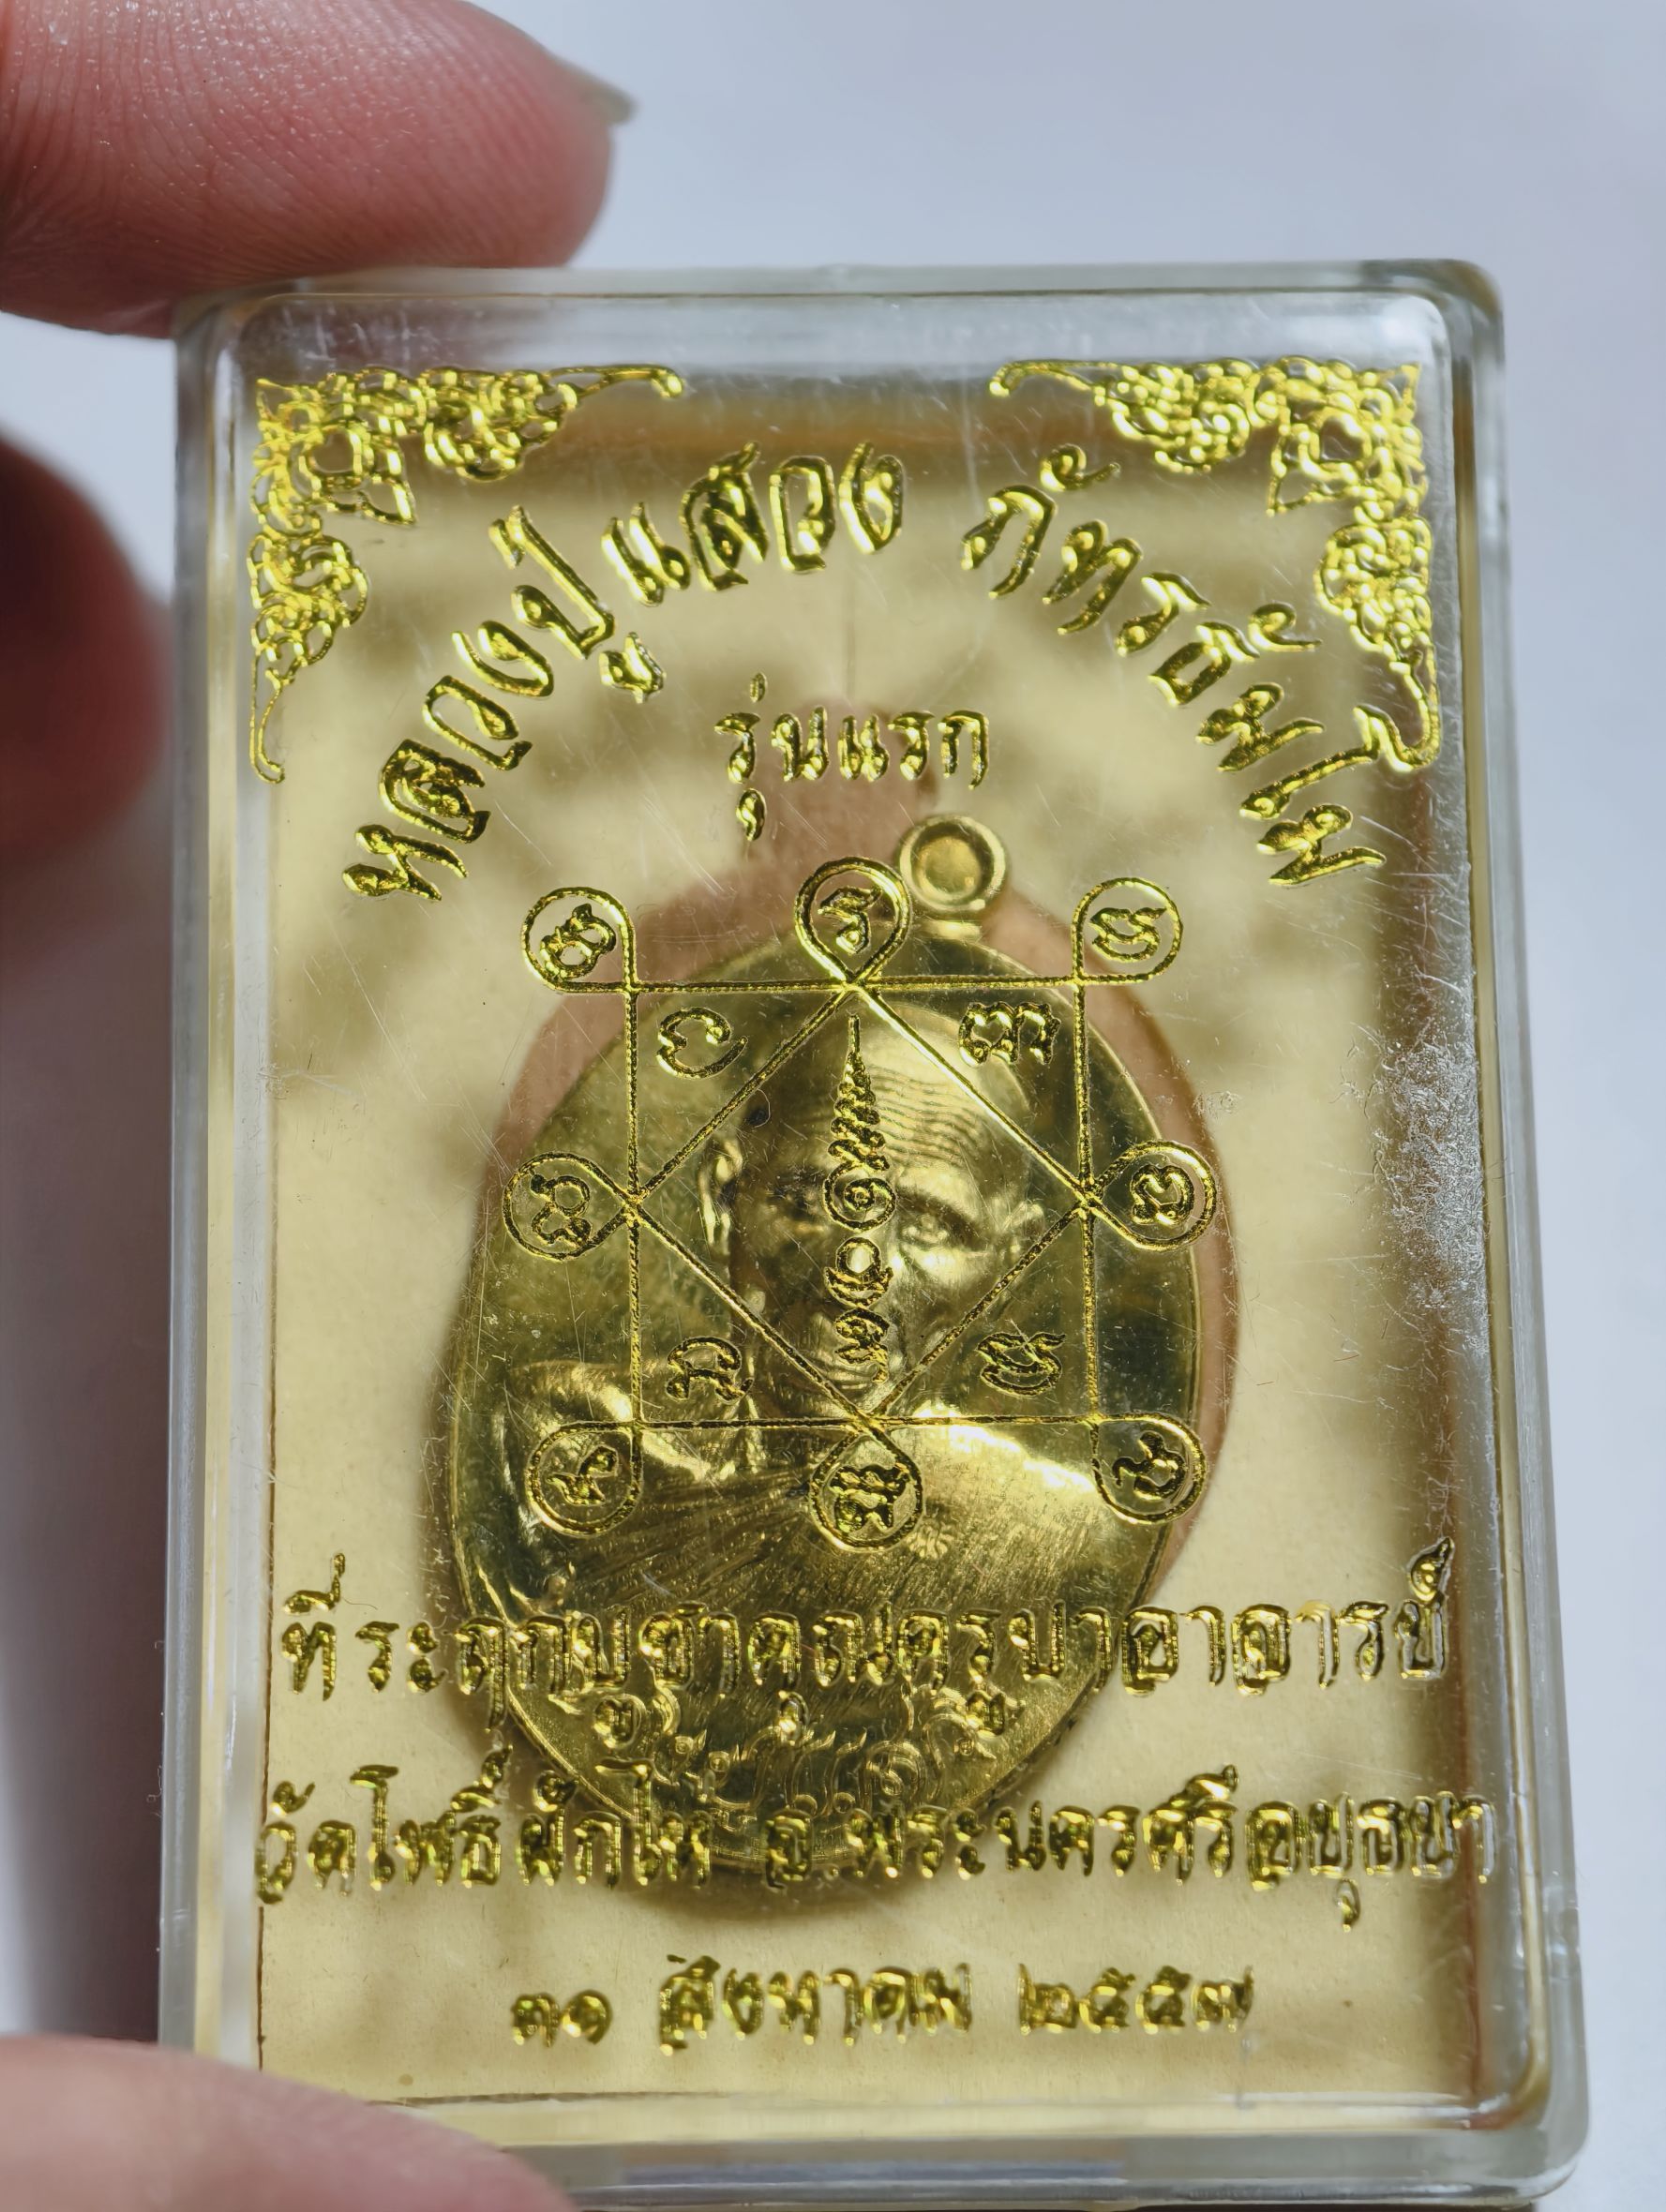 หลวงปู่แสวง ภัทรธัมโม
รุ่นแรก
ที่ระฤกบูชาคุณครูบาอาจารย์
วัดโพธิ์ผักไห่ จ.พระนครศรีอยุธยา
๓๑ สิงหาคม ๒๕๕๗